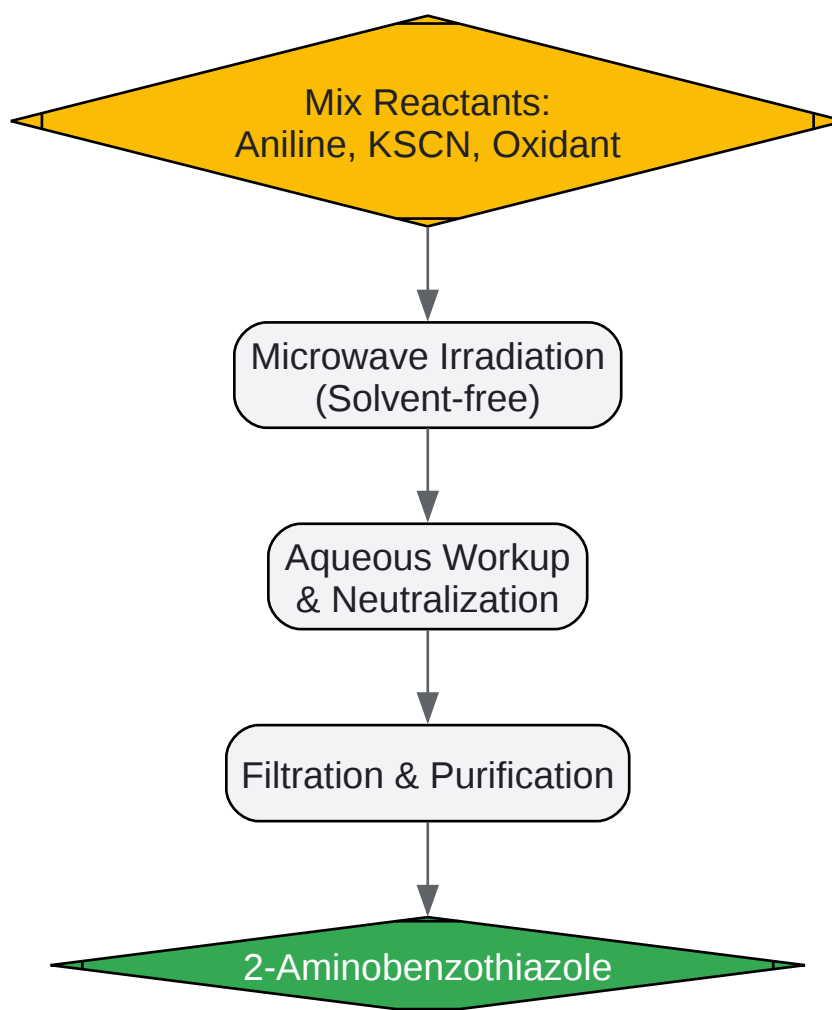 Mix Reactants:
Aniline, KSCN, Oxidant
Microwave Irradiation
(Solvent-free)
Aqueous Workup
& Neutralization
Filtration & Purification
2-Aminobenzothiazole